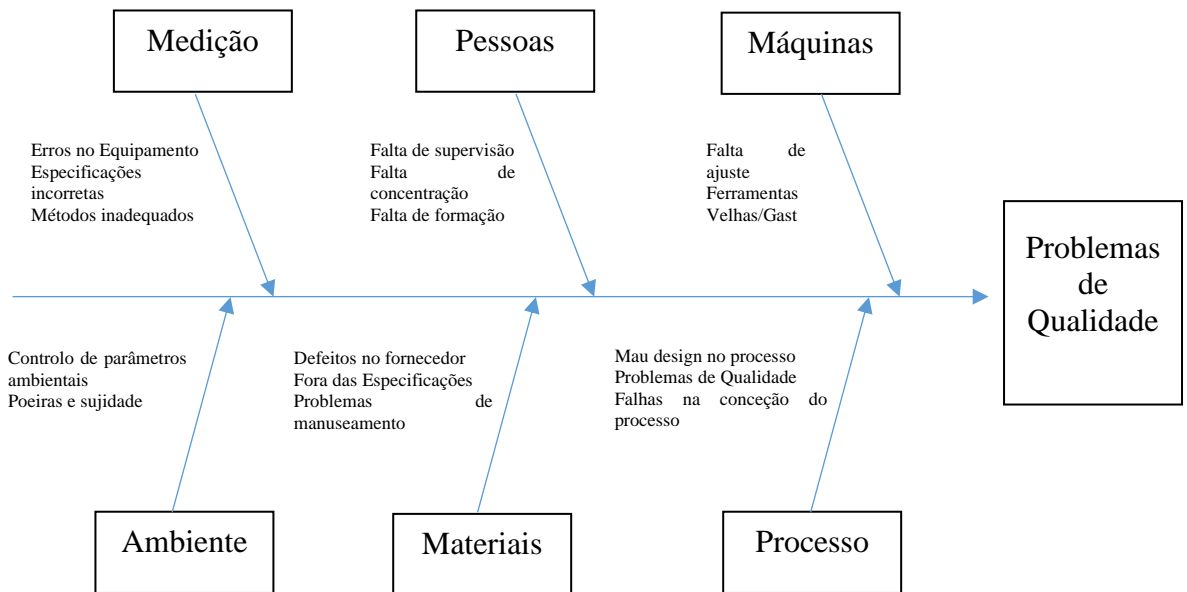 Medição
Pessoas
Máquinas
Erros no Equipamento
Especificações
incorretas
Métodos inadequados
Falta de supervisão
Falta de
concentração
Falta de formação
Falta de
ajuste
Ferramentas
Velhas/Gast
Problemas
de
Qualidade
Controlo de parâmetros
ambientais
Poeiras e sujidade
Defeitos no fornecedor
Fora das Especificações
Problemas de
manuseamento
Mau design no processo
Problemas de Qualidade
Falhas na conceção do
processo
Ambiente
Materiais
Processo